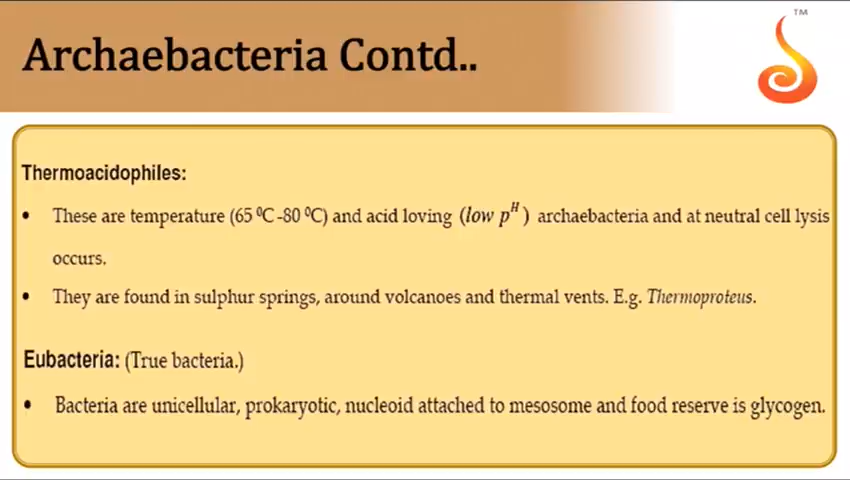 Archaebacteria Contd..
TM
Thermoacidophiles:
• These are temperature (65 ⁰C -80 ⁰C) and acid loving (low pᴴ) archaebacteria and at neutral cell lysis
occurs.
• They are found in sulphur springs, around volcanoes and thermal vents. E.g. Thermoproteus.
Eubacteria: (True bacteria.)
• Bacteria are unicellular, prokaryotic, nucleoid attached to mesosome and food reserve is glycogen.